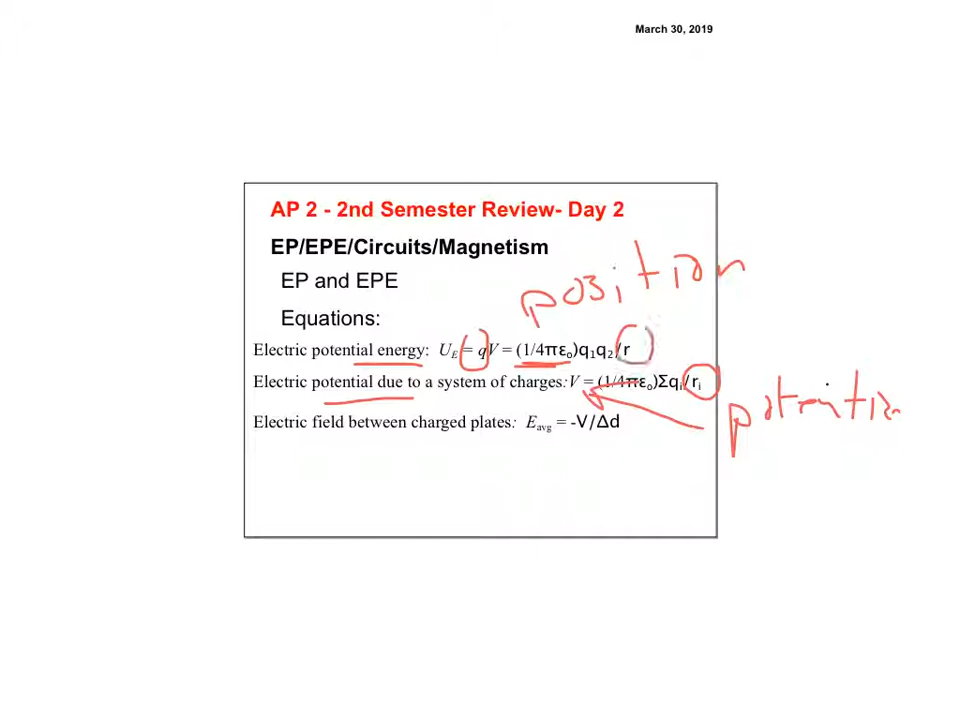 March 30, 2019
AP 2 - 2nd Semester Review- Day 2
EP/EPE/Circuits/Magnetism
EP and EPE
position
Equations:
Electric potential energy: U_E = qV = (1/4πε₀)q₁q₂/r
Electric potential due to a system of charges: V = (1/4πε₀)Σqᵢ/rᵢ
potentia
Electric field between charged plates: E_avg = -V/Δd